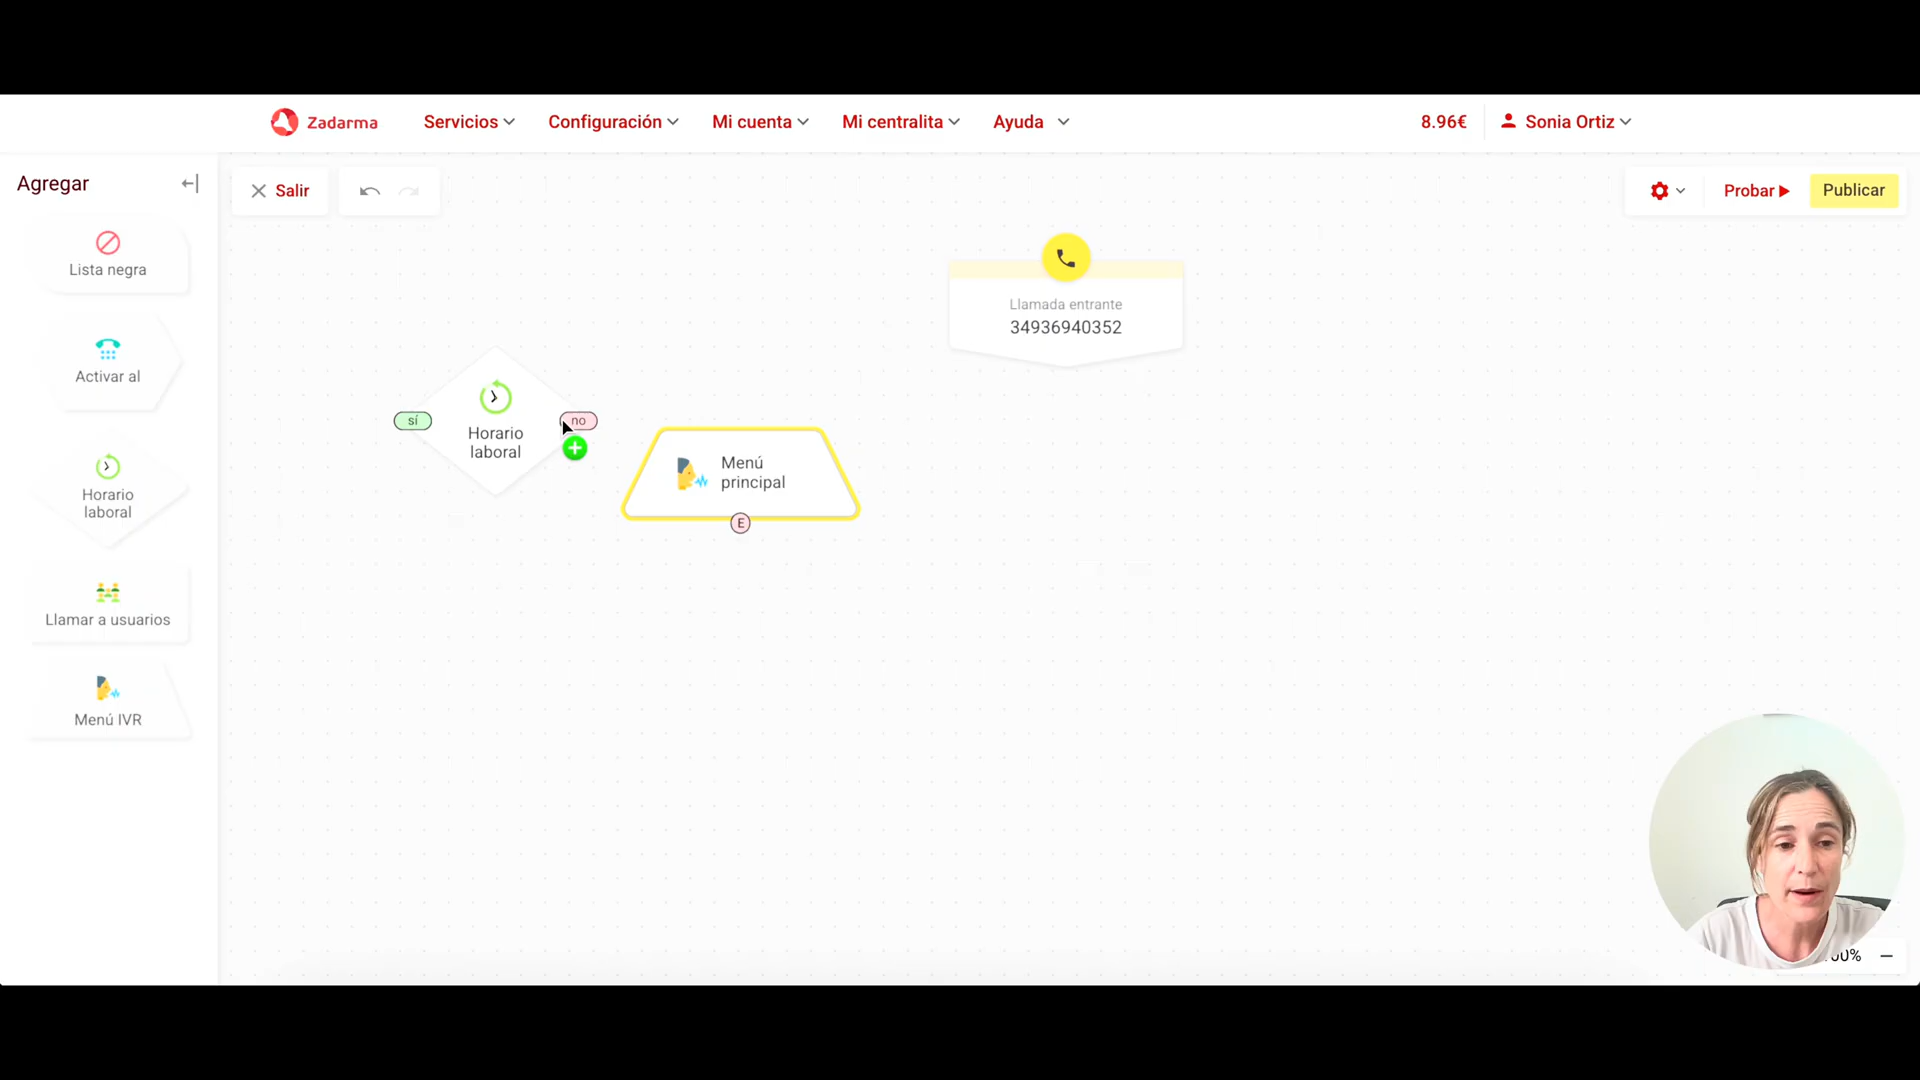 Zadarma
Servicios
Configuración
Mi cuenta
Mi centralita
Ayuda
8.96€
Sonia Ortiz
Agregar
Salir
Probar
Publicar
Lista negra
Activar al
Horario
laboral
Llamar a usuarios
Menú IVR
Llamada entrante
34936940352
sí
Horario
laboral
no
Menú
principal
E